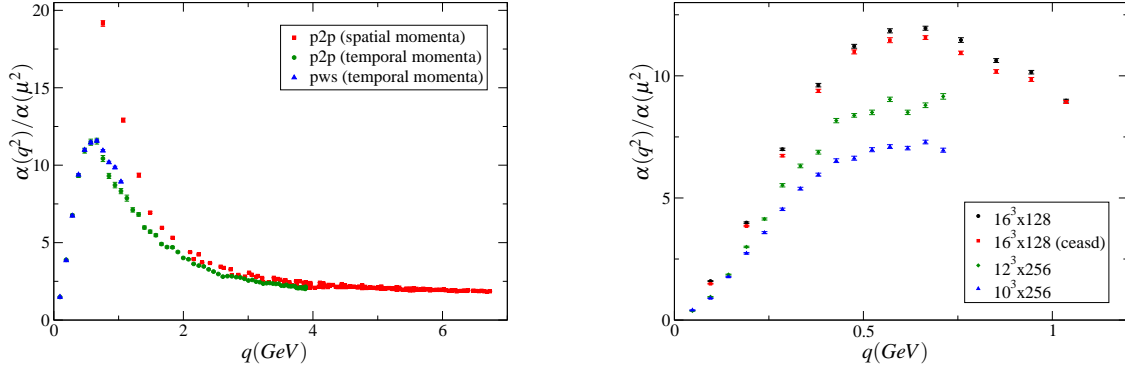 20
15
10
5
0
α(q²)/α(μ²)
0
2
4
6
q(GeV)
p2p (spatial momenta)
p2p (temporal momenta)
pws (temporal momenta)
10
5
0
α(q²)/α(μ²)
0
0.5
1
q(GeV)
16³x128
16³x128 (ceasd)
12³x256
10³x256